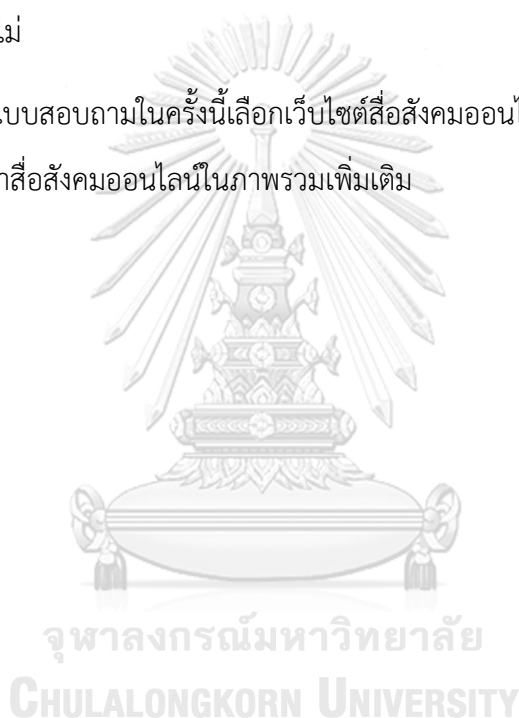 ม่
แบบสอบถามในครั้งนี้เลือกเว็บไซต์สื่อสังคมออนไ
าสื่อสังคมออนไลน์ในภาพรวมเพิ่มเติม
จุฬาลงกรณ์มหาวิทยาลัย
CHULALONGKORN UNIVERSITY